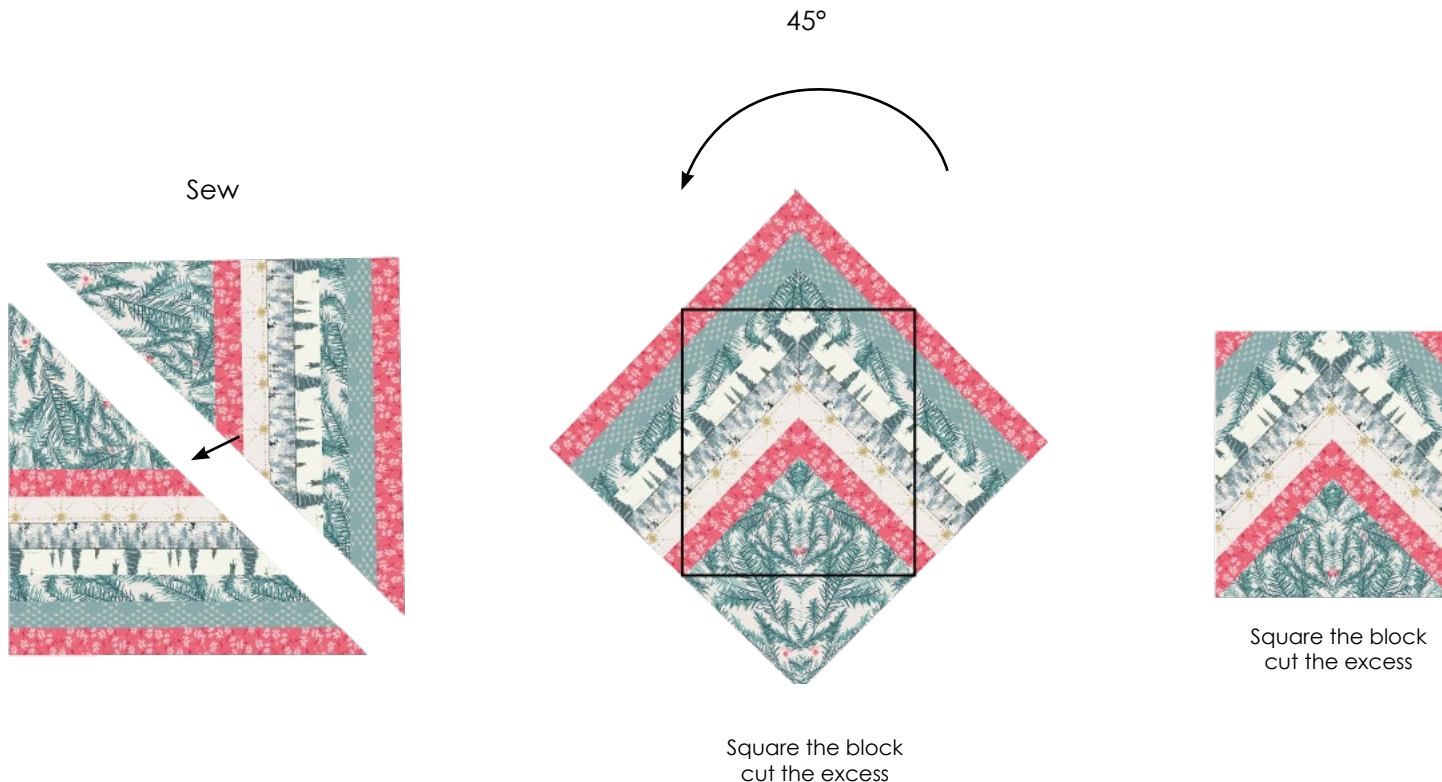 45°
Sew
Square the block
cut the excess
Square the block
cut the excess